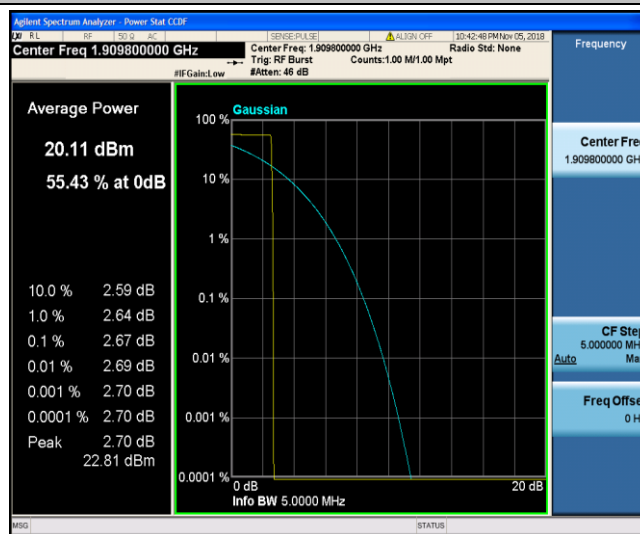 Agilent Spectrum Analyzer - Power Stat CCDF
RL RF 50 Ω AC SENSE:PULSE ALIGN OFF 10:42:48 PM Nov 05, 2018
Center Freq 1.909800000 GHz
Center Freq: 1.909800000 GHz Radio Std: None
Trig: RF Burst Counts:1.00 M/1.00 Mpt
#IFGain:Low #Atten: 46 dB
Frequency
Average Power
20.11 dBm
55.43 % at 0dB
10.0 % 2.59 dB
1.0 % 2.64 dB
0.1 % 2.67 dB
0.01 % 2.69 dB
0.001 % 2.70 dB
0.0001 % 2.70 dB
Peak 2.70 dB
22.81 dBm
Gaussian
100 %
10 %
1 %
0.1 %
0.01 %
0.001 %
0.0001 %
0 dB 20 dB
Info BW 5.0000 MHz
Center Fre
1.909800000 GH
CF Ste
5.000000 MH
Auto Ma
Freq Offse
0 H
MSG STATUS